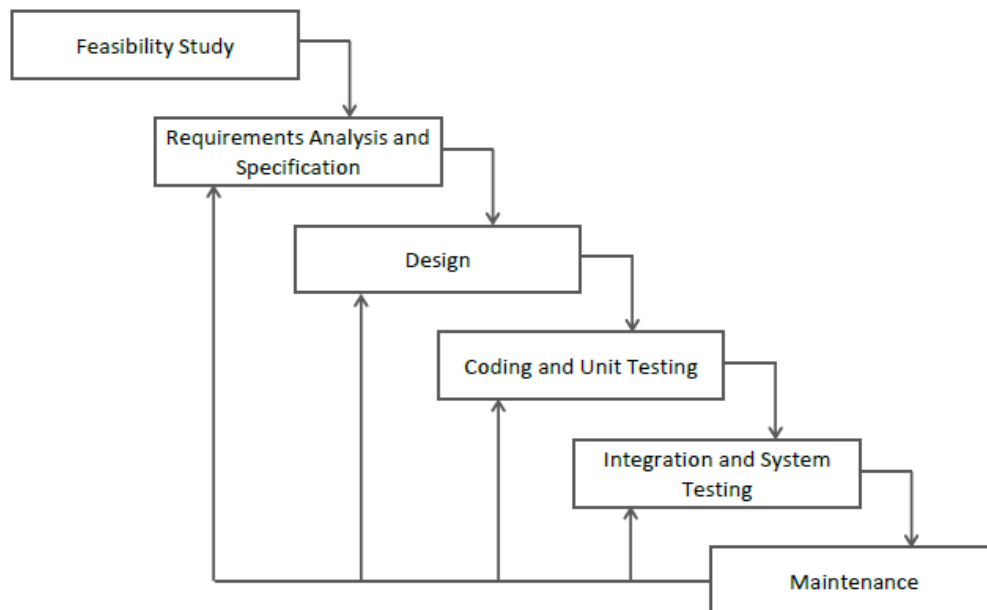 Feasibility Study
Requirements Analysis and
Specification
Design
Coding and Unit Testing
Integration and System
Testing
Maintenance